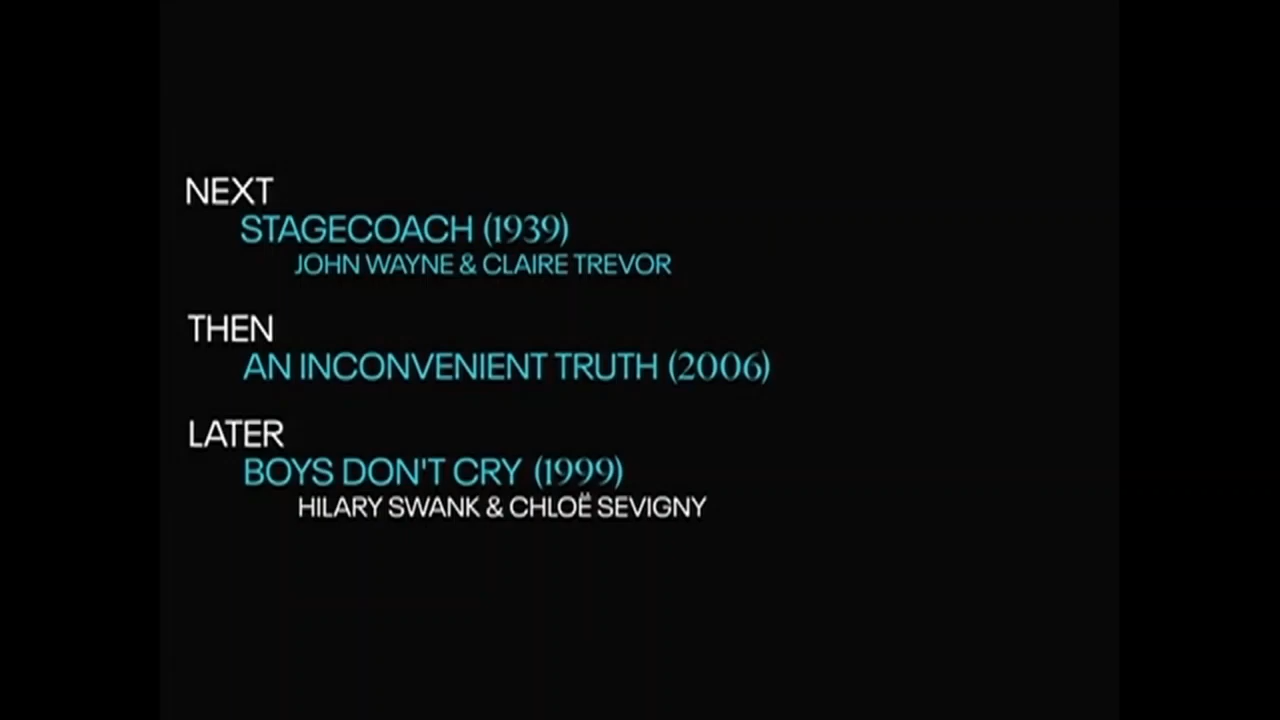 NEXT
STAGECOACH (1939)
JOHN WAYNE & CLAIRE TREVOR
THEN
AN INCONVENIENT TRUTH (2006)
LATER
BOYS DON'T CRY (1999)
HILARY SWANK & CHLOË SEVIGNY